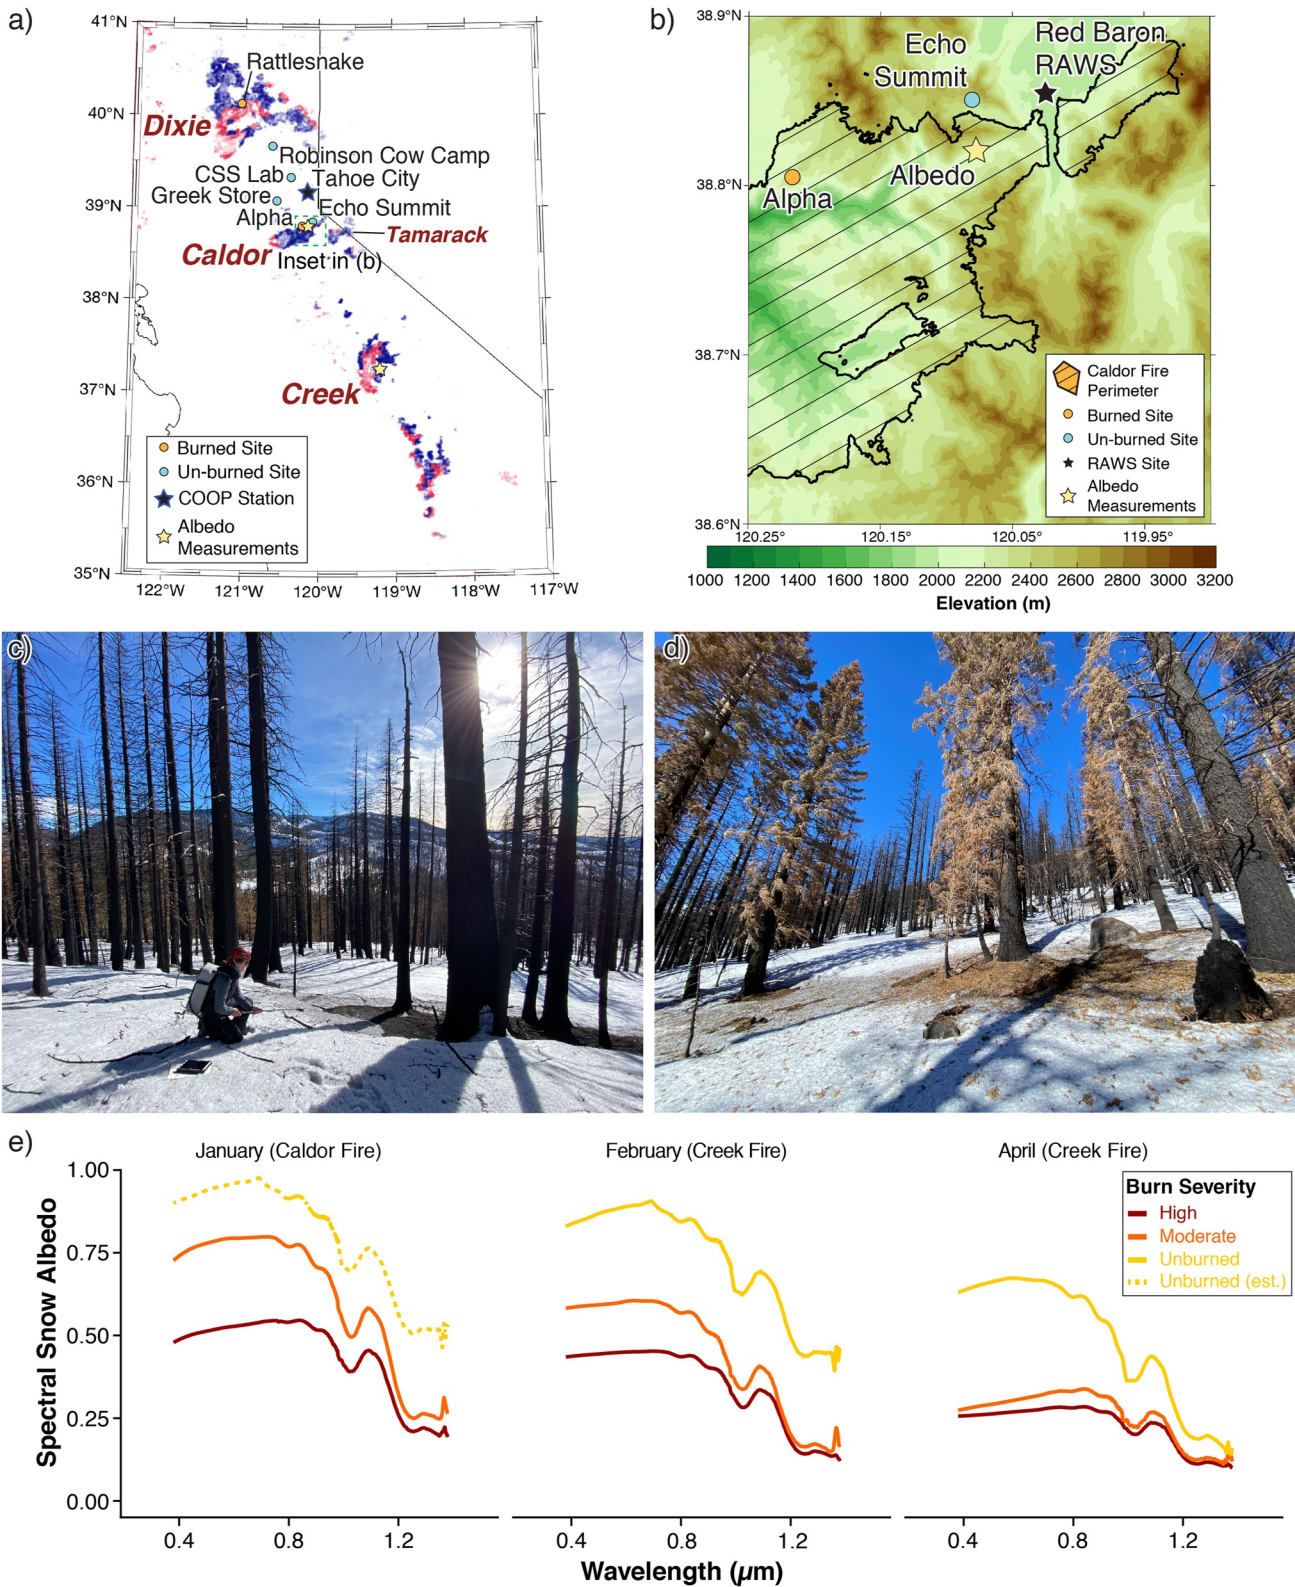 a)
41°N
40°N
39°N
38°N
37°N
36°N
35°N
122°W
121°W
120°W
119°W
118°W
117°W
Rattlesnake
Dixie
Robinson Cow Camp
CSS Lab
Tahoe City
Greek Store
Echo Summit
Alpha
Tamarack
Caldor
Inset in (b)
Creek
Burned Site
Un-burned Site
COOP Station
Albedo
Measurements
b)
38.9°N
38.8°N
38.7°N
38.6°N
120.25°
120.15°
120.05°
119.95°
Red Baron
RAWS
Echo
Summit
Albedo
Alpha
Caldor Fire
Perimeter
Burned Site
Un-burned Site
RAWS Site
Albedo
Measurements
1000 1200 1400 1600 1800 2000 2200 2400 2600 2800 3000 3200
Elevation (m)
c)
d)
e)
January (Caldor Fire)
February (Creek Fire)
April (Creek Fire)
Spectral Snow Albedo
1.00
0.75
0.50
0.25
0.00
Burn Severity
High
Moderate
Unburned
Unburned (est.)
0.4 0.8 1.2
0.4 0.8 1.2
0.4 0.8 1.2
Wavelength (µm)